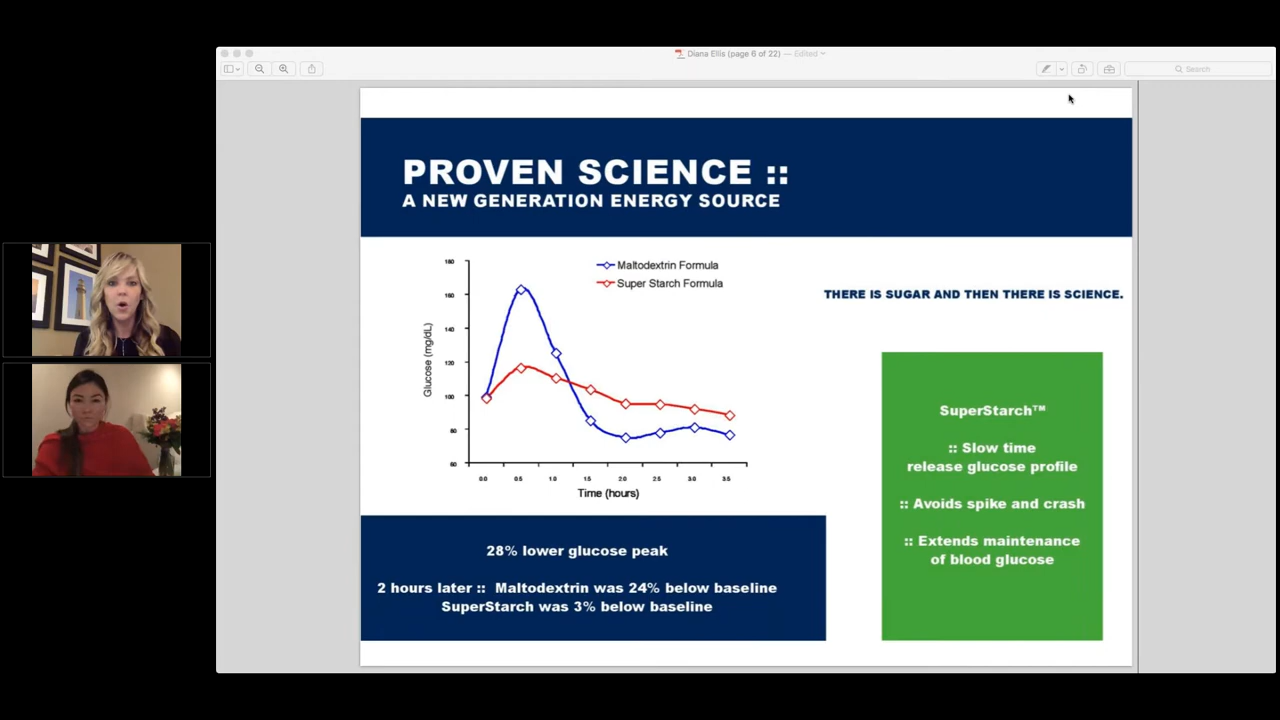 Diana Ellis (page 6 of 22) — Edited
Search
PROVEN SCIENCE ::
A NEW GENERATION ENERGY SOURCE
180
160
140
120
100
80
60
Glucose (mg/dL)
Maltodextrin Formula
Super Starch Formula
0.0 0.5 1.0 1.5 2.0 2.5 3.0 3.5
Time (hours)
THERE IS SUGAR AND THEN THERE IS SCIENCE.
SuperStarch™
:: Slow time
release glucose profile
:: Avoids spike and crash
:: Extends maintenance
of blood glucose
28% lower glucose peak
2 hours later :: Maltodextrin was 24% below baseline
SuperStarch was 3% below baseline